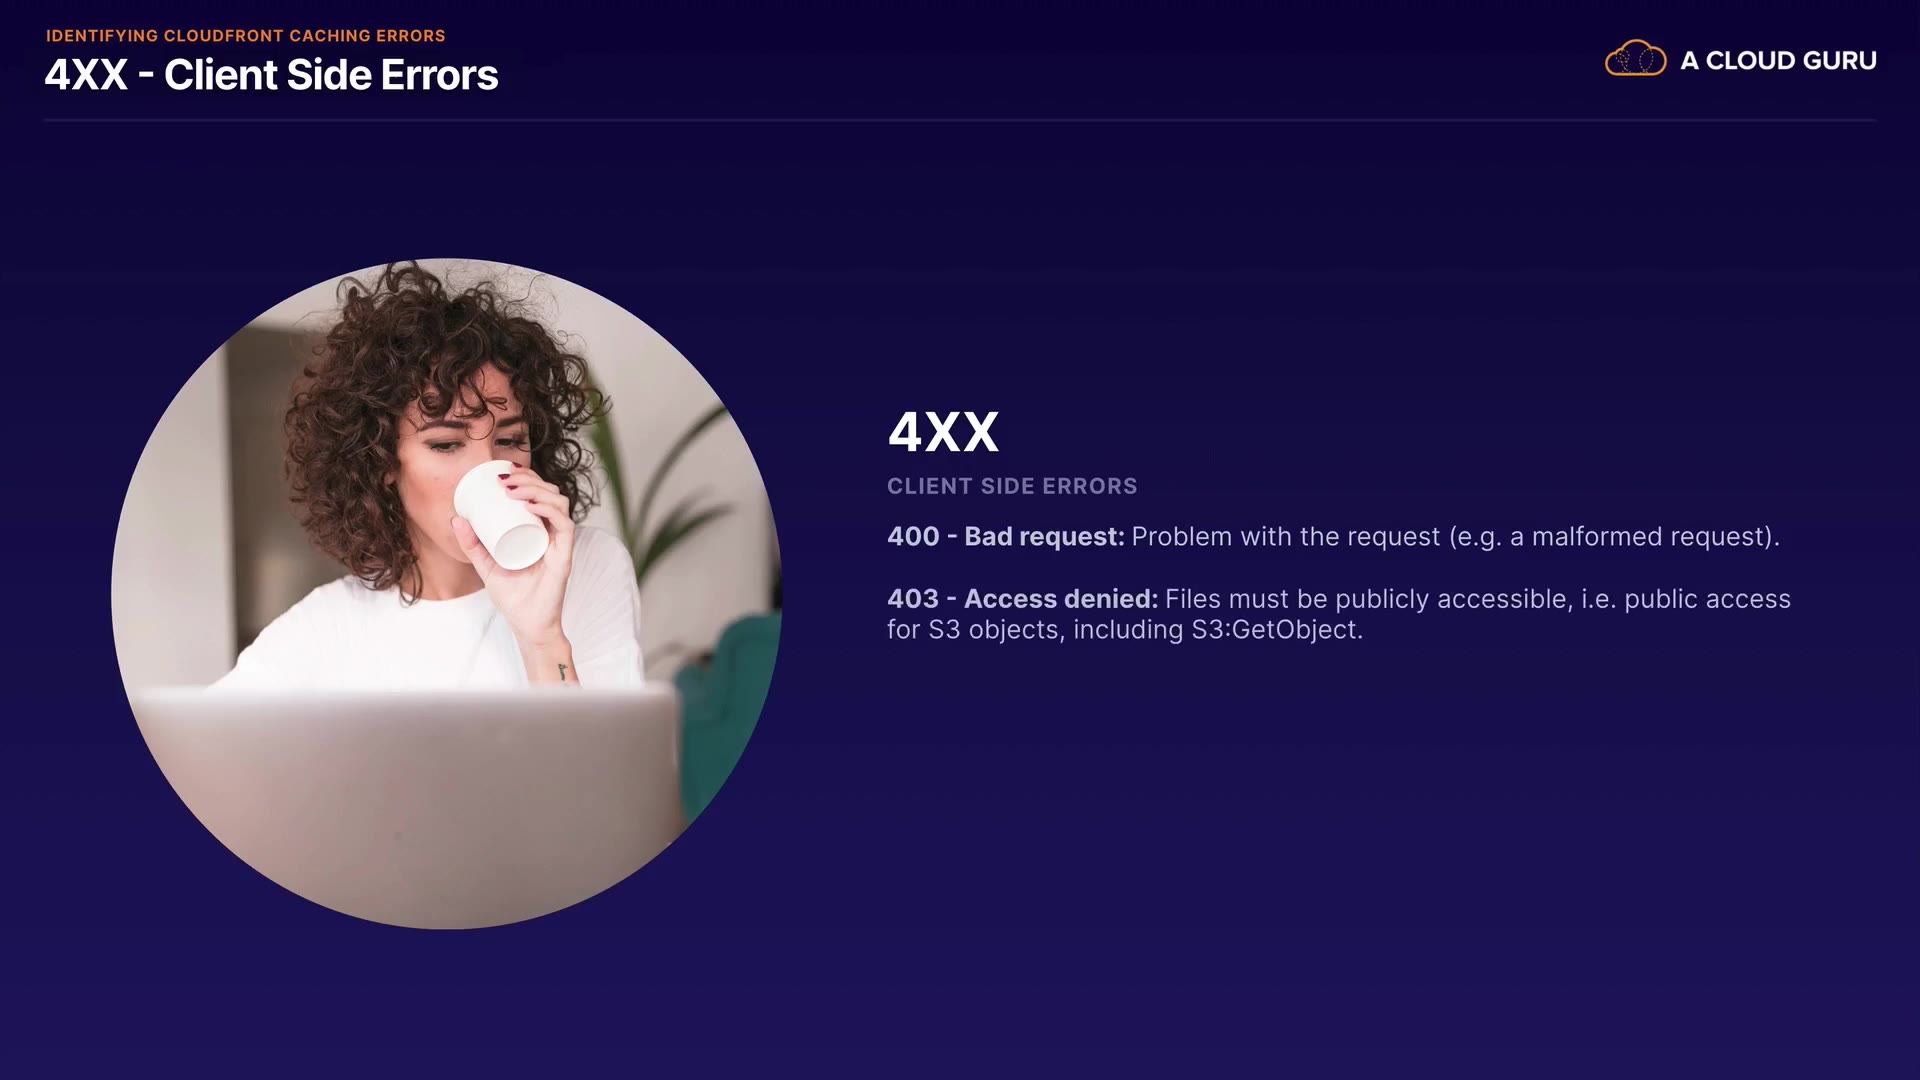 IDENTIFYING CLOUDFRONT CACHING ERRORS
4XX - Client Side Errors
A CLOUD GURU
4XX
CLIENT SIDE ERRORS
400 - Bad request: Problem with the request (e.g. a malformed request).
403 - Access denied: Files must be publicly accessible, i.e. public access
for S3 objects, including S3:GetObject.